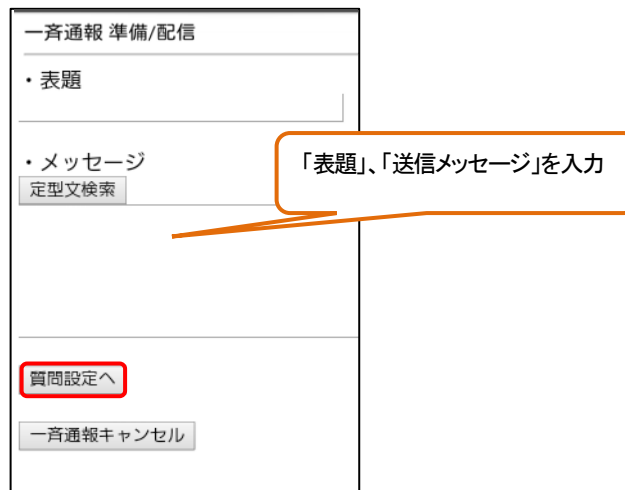 一斉通報 準備/配信
・表題
・メッセージ
「表題」、「送信メッセージ」を入力
定型文検索
質問設定へ
一斉通報キャンセル